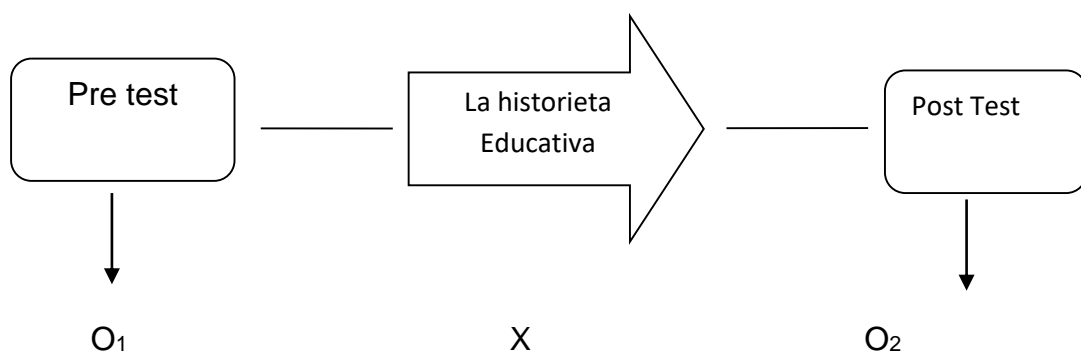 Pre test
La historieta
Educativa
Post Test
O₁
X
O₂